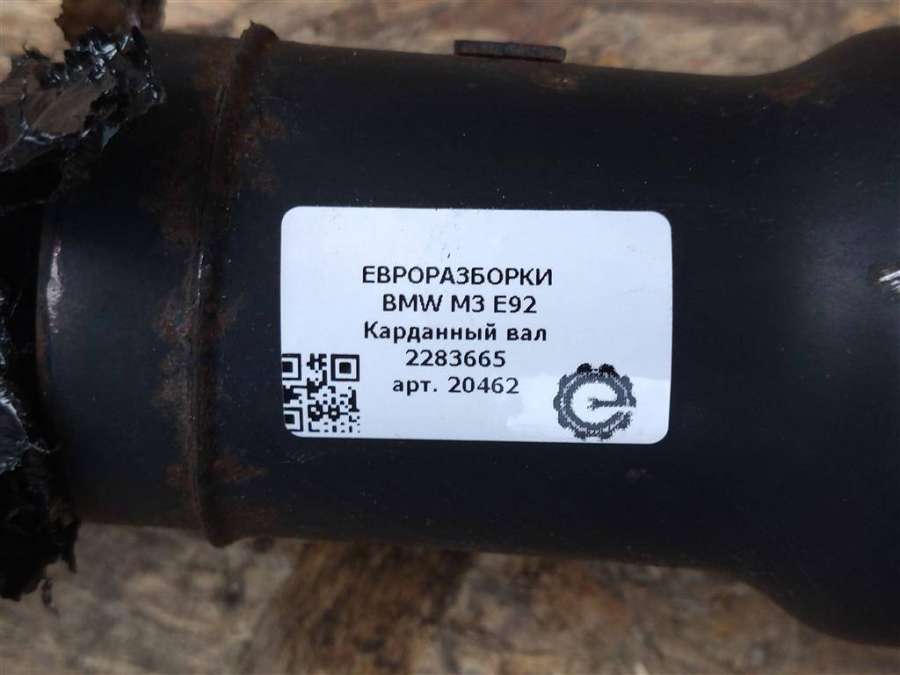 ЕВРОРАЗБОРКИ
BMW M3 E92
Карданный вал
2283665
арт. 20462